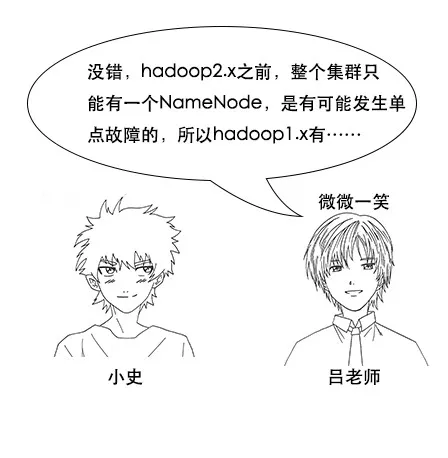 没错，hadoop2.x之前，整个集群只
能有一个NameNode，是有可能发生单
点故障的，所以hadoop1.x有……
微微一笑
小史
吕老师